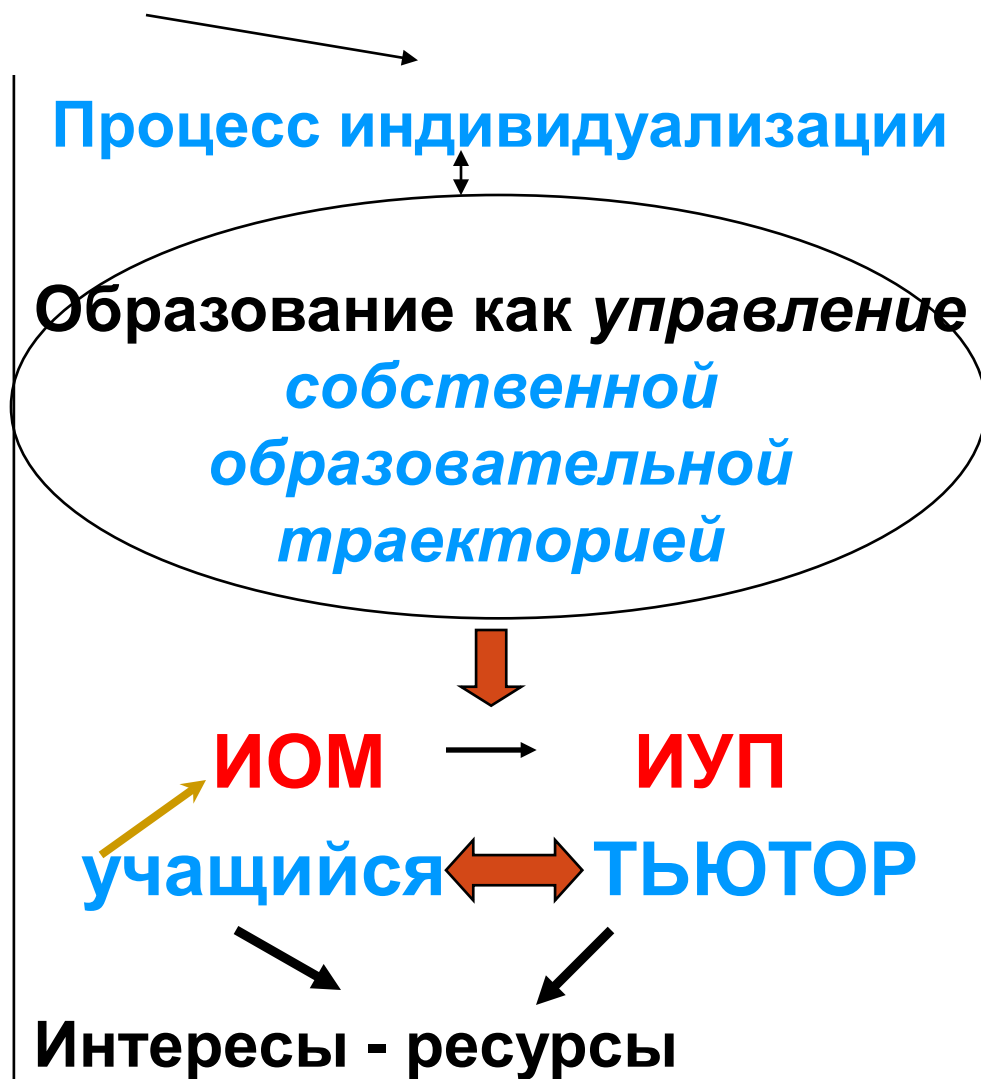 Процесс индивидуализации
Образование как управление
собственной
образовательной
траекторией
ИОМ ИУП
учащийся ТЬЮТОР
Интересы - ресурсы